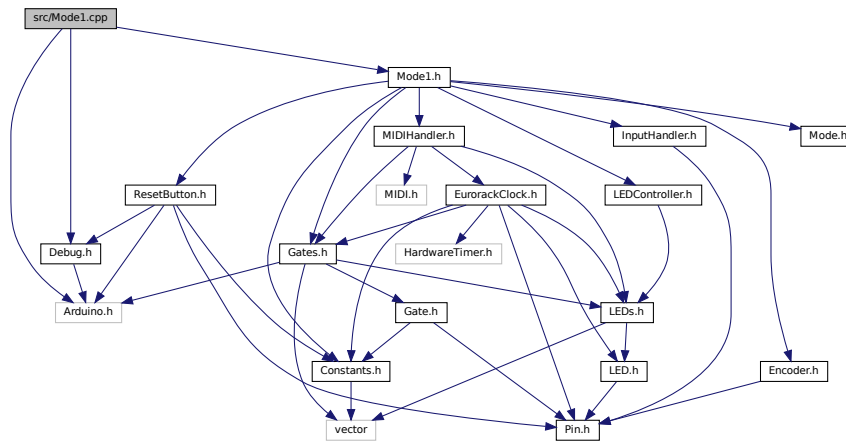 src/Mode1.cpp
Mode1.h
MIDIHandler.h
InputHandler.h
Mode.h
ResetButton.h
MIDI.h
EurorackClock.h
LEDController.h
Debug.h
Gates.h
HardwareTimer.h
Arduino.h
Gate.h
LEDs.h
Constants.h
LED.h
Encoder.h
vector
Pin.h